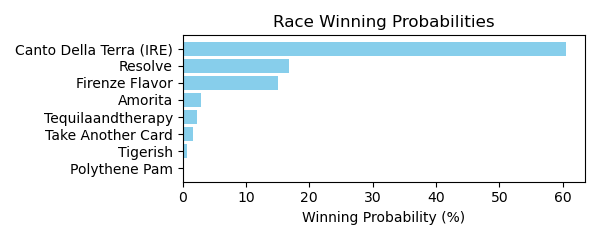 Race Winning Probabilities
Canto Della Terra (IRE)
Resolve
Firenze Flavor
Amorita
Tequilaandtherapy
Take Another Card
Tigerish
Polythene Pam
0 10 20 30 40 50 60
Winning Probability (%)